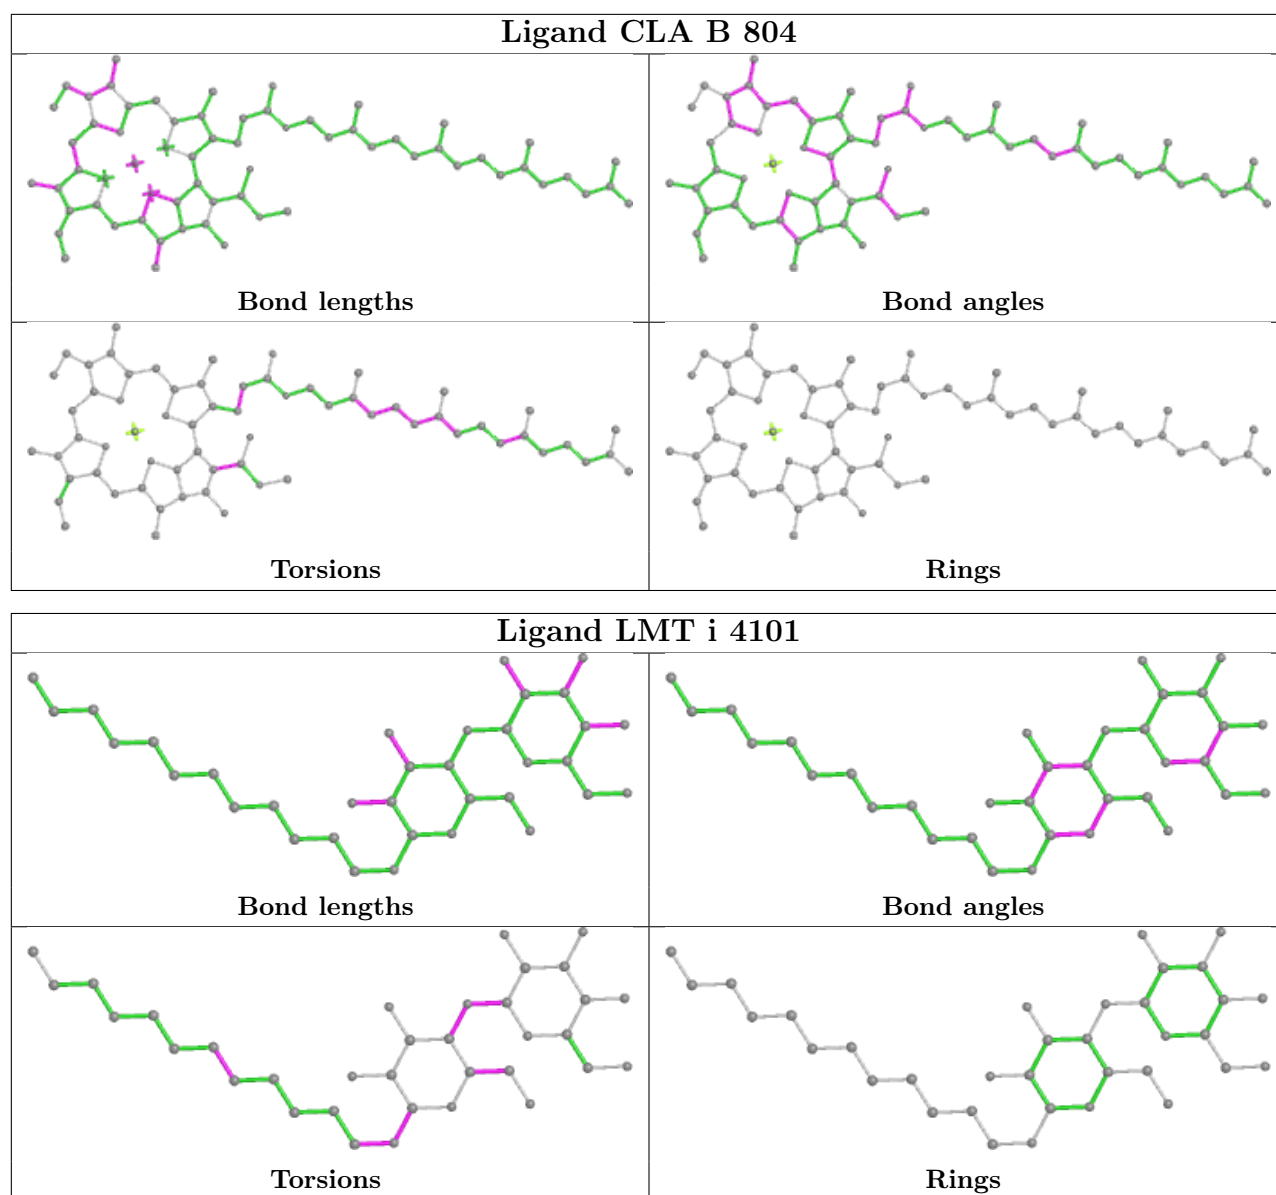 Ligand CLA B 804
Bond lengths
Bond angles
Torsions
Rings
Ligand LMT i 4101
Bond lengths
Bond angles
Torsions
Rings